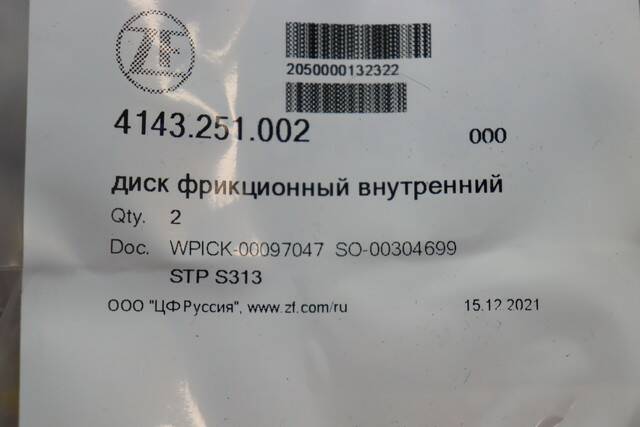 ZF
2050000132322
4143.251.002 000
диск фрикционный внутренний
Qty. 2
Doc. WPICK-00097047 SO-00304699
STP S313
ООО "ЦФ Руссия", www.zf.com/ru 15.12.2021